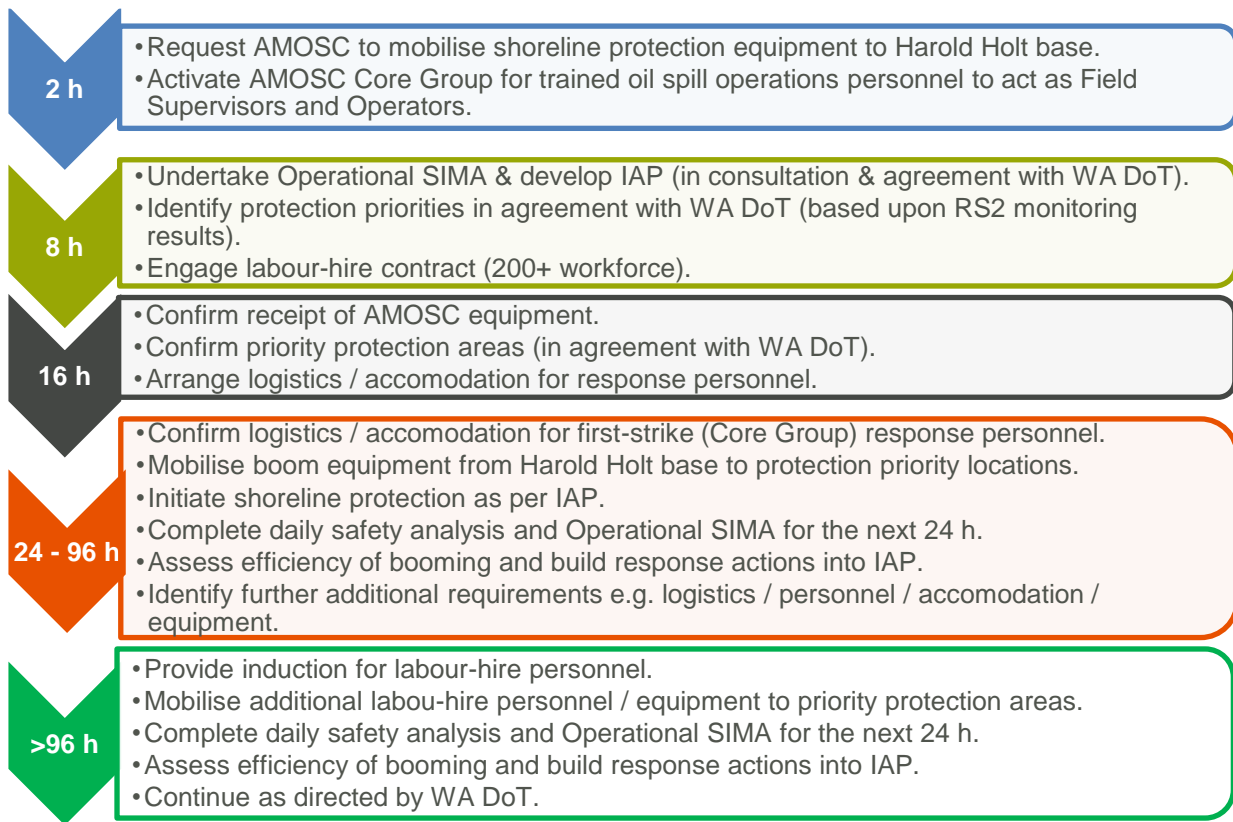 2 h
•Request AMOSC to mobilise shoreline protection equipment to Harold Holt base.
•Activate AMOSC Core Group for trained oil spill operations personnel to act as Field
Supervisors and Operators.
8 h
•Undertake Operational SIMA & develop IAP (in consultation & agreement with WA DoT).
•Identify protection priorities in agreement with WA DoT (based upon RS2 monitoring
results).
•Engage labour-hire contract (200+ workforce).
16 h
•Confirm receipt of AMOSC equipment.
•Confirm priority protection areas (in agreement with WA DoT).
•Arrange logistics / accomodation for response personnel.
24 - 96 h
•Confirm logistics / accomodation for first-strike (Core Group) response personnel.
•Mobilise boom equipment from Harold Holt base to protection priority locations.
•Initiate shoreline protection as per IAP.
•Complete daily safety analysis and Operational SIMA for the next 24 h.
•Assess efficiency of booming and build response actions into IAP.
•Identify further additional requirements e.g. logistics / personnel / accomodation /
equipment.
>96 h
•Provide induction for labour-hire personnel.
•Mobilise additional labou-hire personnel / equipment to priority protection areas.
•Complete daily safety analysis and Operational SIMA for the next 24 h.
•Assess efficiency of booming and build response actions into IAP.
•Continue as directed by WA DoT.